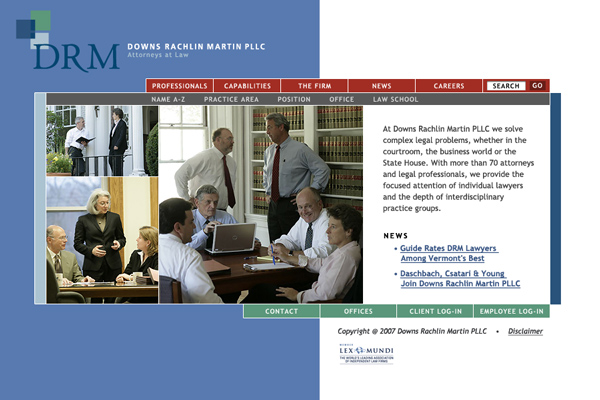 DRM
DOWNS RACHLIN MARTIN PLLC
Attorneys at Law
PROFESSIONALS CAPABILITIES THE FIRM NEWS CAREERS SEARCH GO
NAME A-Z PRACTICE AREA POSITION OFFICE LAW SCHOOL
At Downs Rachlin Martin PLLC we solve
complex legal problems, whether in the
courtroom, the business world or the
State House. With more than 70 attorneys
and legal professionals, we provide the
focused attention of individual lawyers
and the depth of interdisciplinary
practice groups.
NEWS
• Guide Rates DRM Lawyers
Among Vermont's Best
• Daschbach, Csatari & Young
Join Downs Rachlin Martin PLLC
CONTACT OFFICES CLIENT LOG-IN EMPLOYEE LOG-IN
Copyright @ 2007 Downs Rachlin Martin PLLC • Disclaimer
MEMBER
LEX MUNDI
THE WORLD'S LEADING ASSOCIATION
OF INDEPENDENT LAW FIRMS